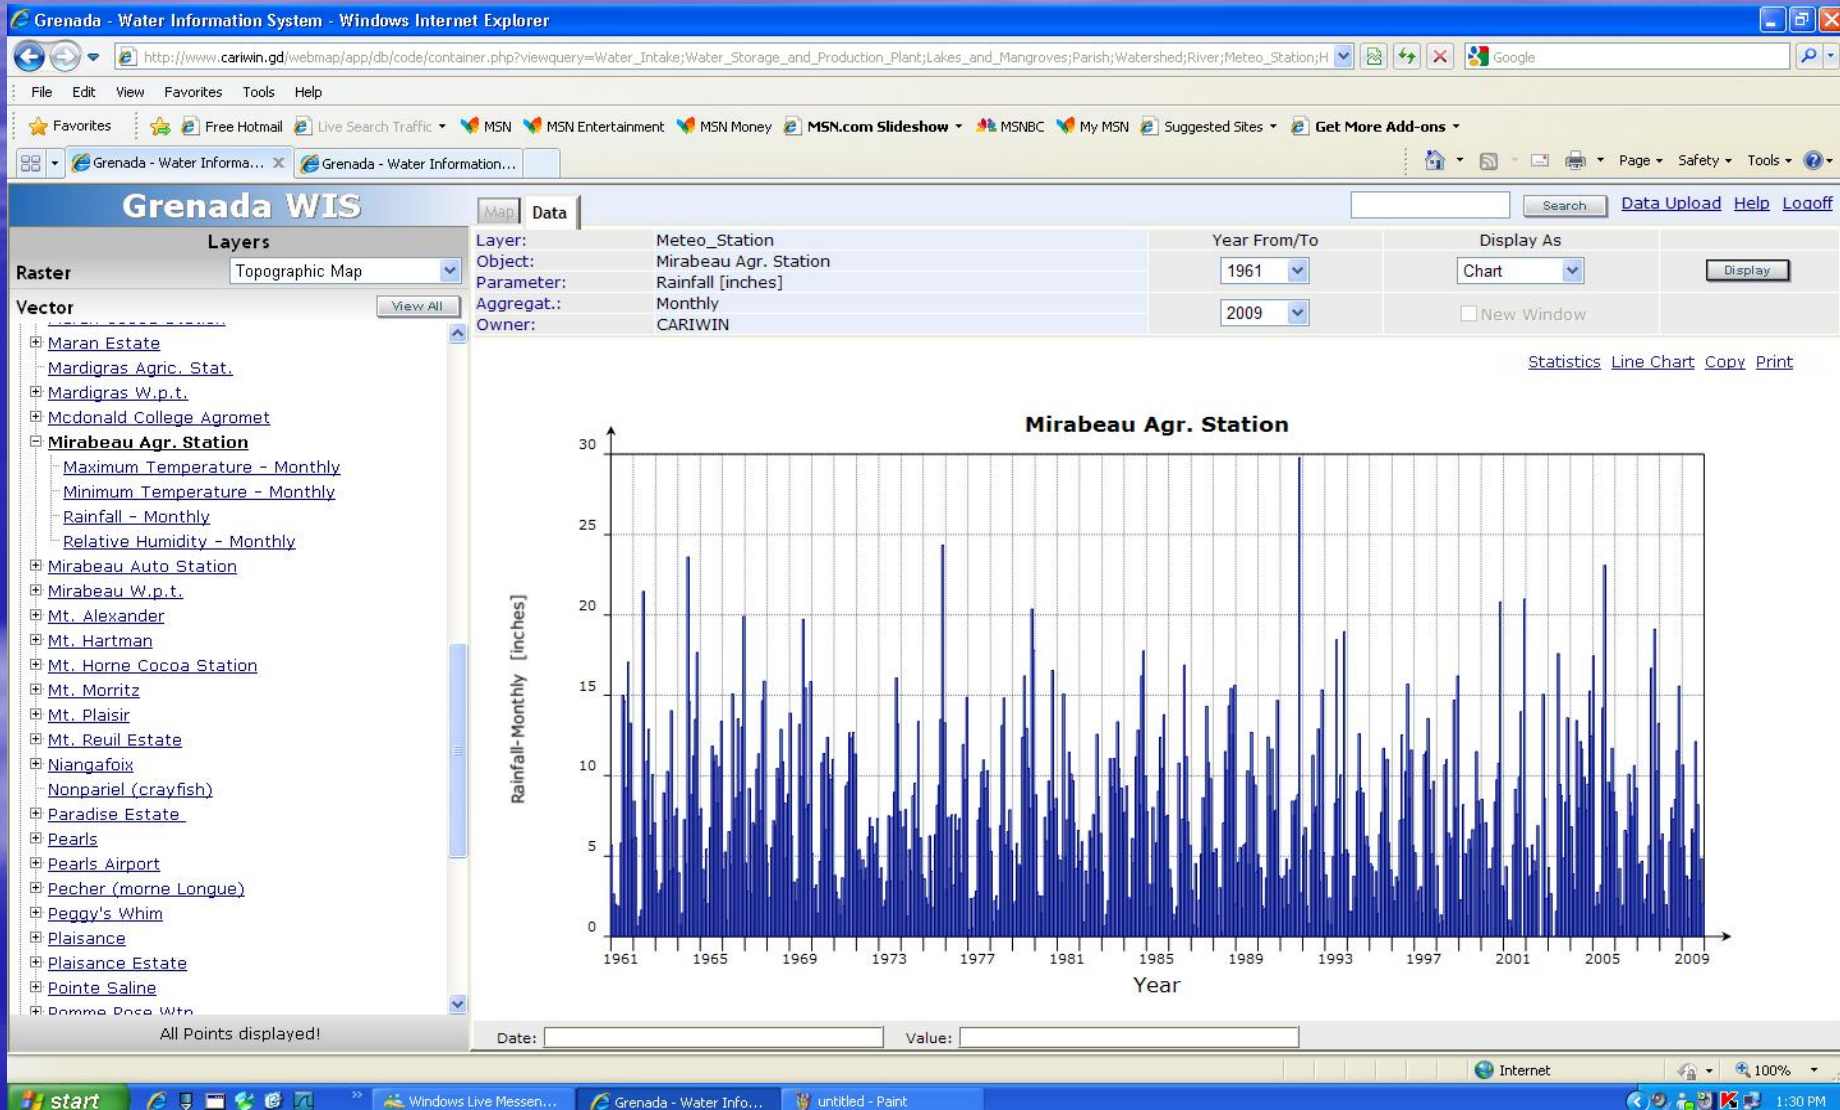 Grenada - Water Information System - Windows Internet Explorer
http://www.cariwin.gd/webmap/app/db/code/container.php?viewquery=Water_Intake;Water_Storage_and_Production_Plant;Lakes_and_Mangroves;Parish;Watershed;River;Meteo_Station;H
Google
File Edit View Favorites Tools Help
Favorites Free Hotmail Live Search Traffic MSN MSN Entertainment MSN Money MSN.com Slideshow MSNBC My MSN Suggested Sites Get More Add-ons
Grenada - Water Informa... Grenada - Water Information... Page Safety Tools
Grenada WIS
Layers
Raster Topographic Map
Vector View All
Maran Estate
Mardigras Agric. Stat.
Mardigras W.p.t.
Mcdonald College Agromet
Mirabeau Agr. Station
Maximum Temperature - Monthly
Minimum Temperature - Monthly
Rainfall - Monthly
Relative Humidity - Monthly
Mirabeau Auto Station
Mirabeau W.p.t.
Mt. Alexander
Mt. Hartman
Mt. Horne Cocoa Station
Mt. Morritz
Mt. Plaisir
Mt. Reuil Estate
Niangafoix
Nonpariel (crayfish)
Paradise Estate
Pearls
Pearls Airport
Pecher (morne Longue)
Peggy's Whim
Plaisance
Plaisance Estate
Pointe Saline
All Points displayed!
Map Data Search Data Upload Help Logoff
Layer: Meteo_Station Year From/To Display As
Object: Mirabeau Agr. Station 1961 Chart Display
Parameter: Rainfall [inches]
Aggregat.: Monthly 2009 New Window
Owner: CARIWIN
Statistics Line Chart Copy Print
Mirabeau Agr. Station
30
25
20
15
10
5
0
Rainfall-Monthly [inches]
1961 1965 1969 1973 1977 1981 1985 1989 1993 1997 2001 2005 2009
Year
Date: Value:
Internet 100%
start Windows Live Messen... Grenada - Water Info... untitled - Paint 1:30 PM